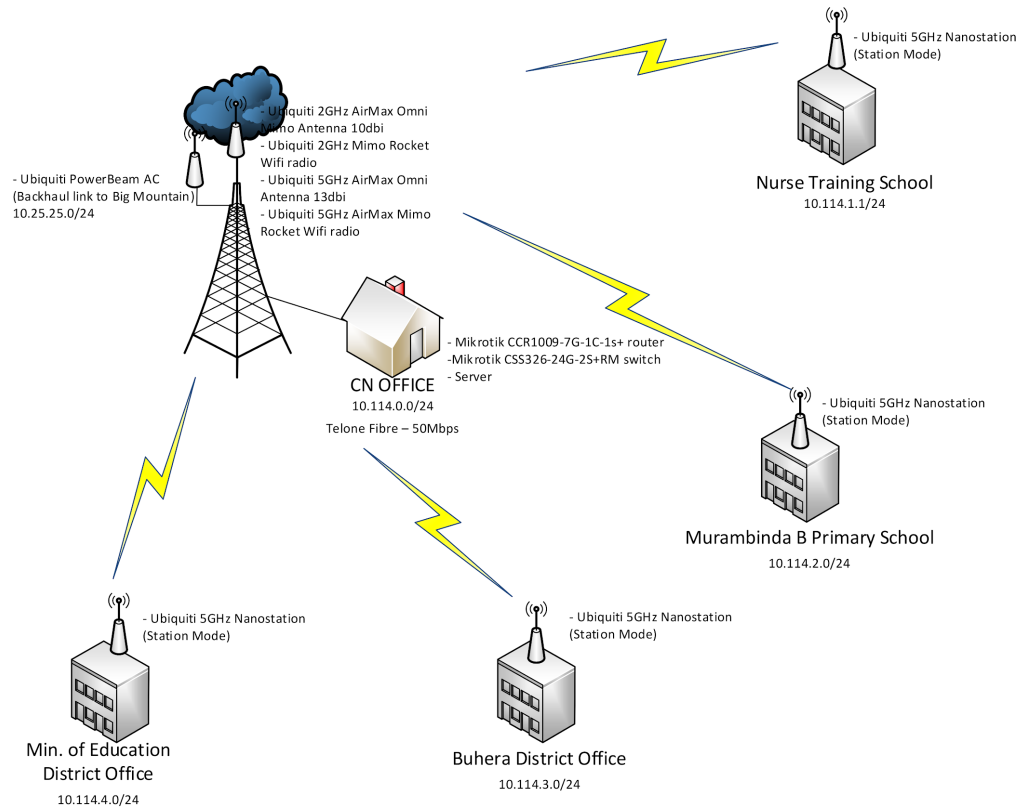 - Ubiquiti 5GHz Nanostation
(Station Mode)
Nurse Training School
10.114.1.1/24
- Ubiquiti 2GHz AirMax Omni
Mimo Antenna 10dbi
- Ubiquiti 2GHz Mimo Rocket
Wifi radio
- Ubiquiti 5GHz AirMax Omni
Antenna 13dbi
- Ubiquiti 5GHz AirMax Mimo
Rocket Wifi radio
- Ubiquiti PowerBeam AC
(Backhaul link to Big Mountain)
10.25.25.0/24
- Mikrotik CCR1009-7G-1C-1s+ router
-Mikrotik CSS326-24G-2S+RM switch
- Server
CN OFFICE
10.114.0.0/24
Telone Fibre – 50Mbps
- Ubiquiti 5GHz Nanostation
(Station Mode)
Murambinda B Primary School
10.114.2.0/24
- Ubiquiti 5GHz Nanostation
(Station Mode)
Min. of Education
District Office
10.114.4.0/24
- Ubiquiti 5GHz Nanostation
(Station Mode)
Buhera District Office
10.114.3.0/24